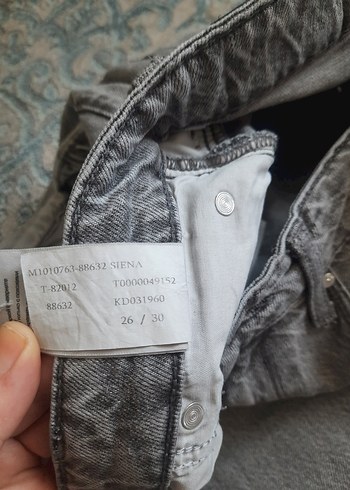 M1010763-88632 SIENA
T-82012 T0000049152
88632 KD031960
26 / 30